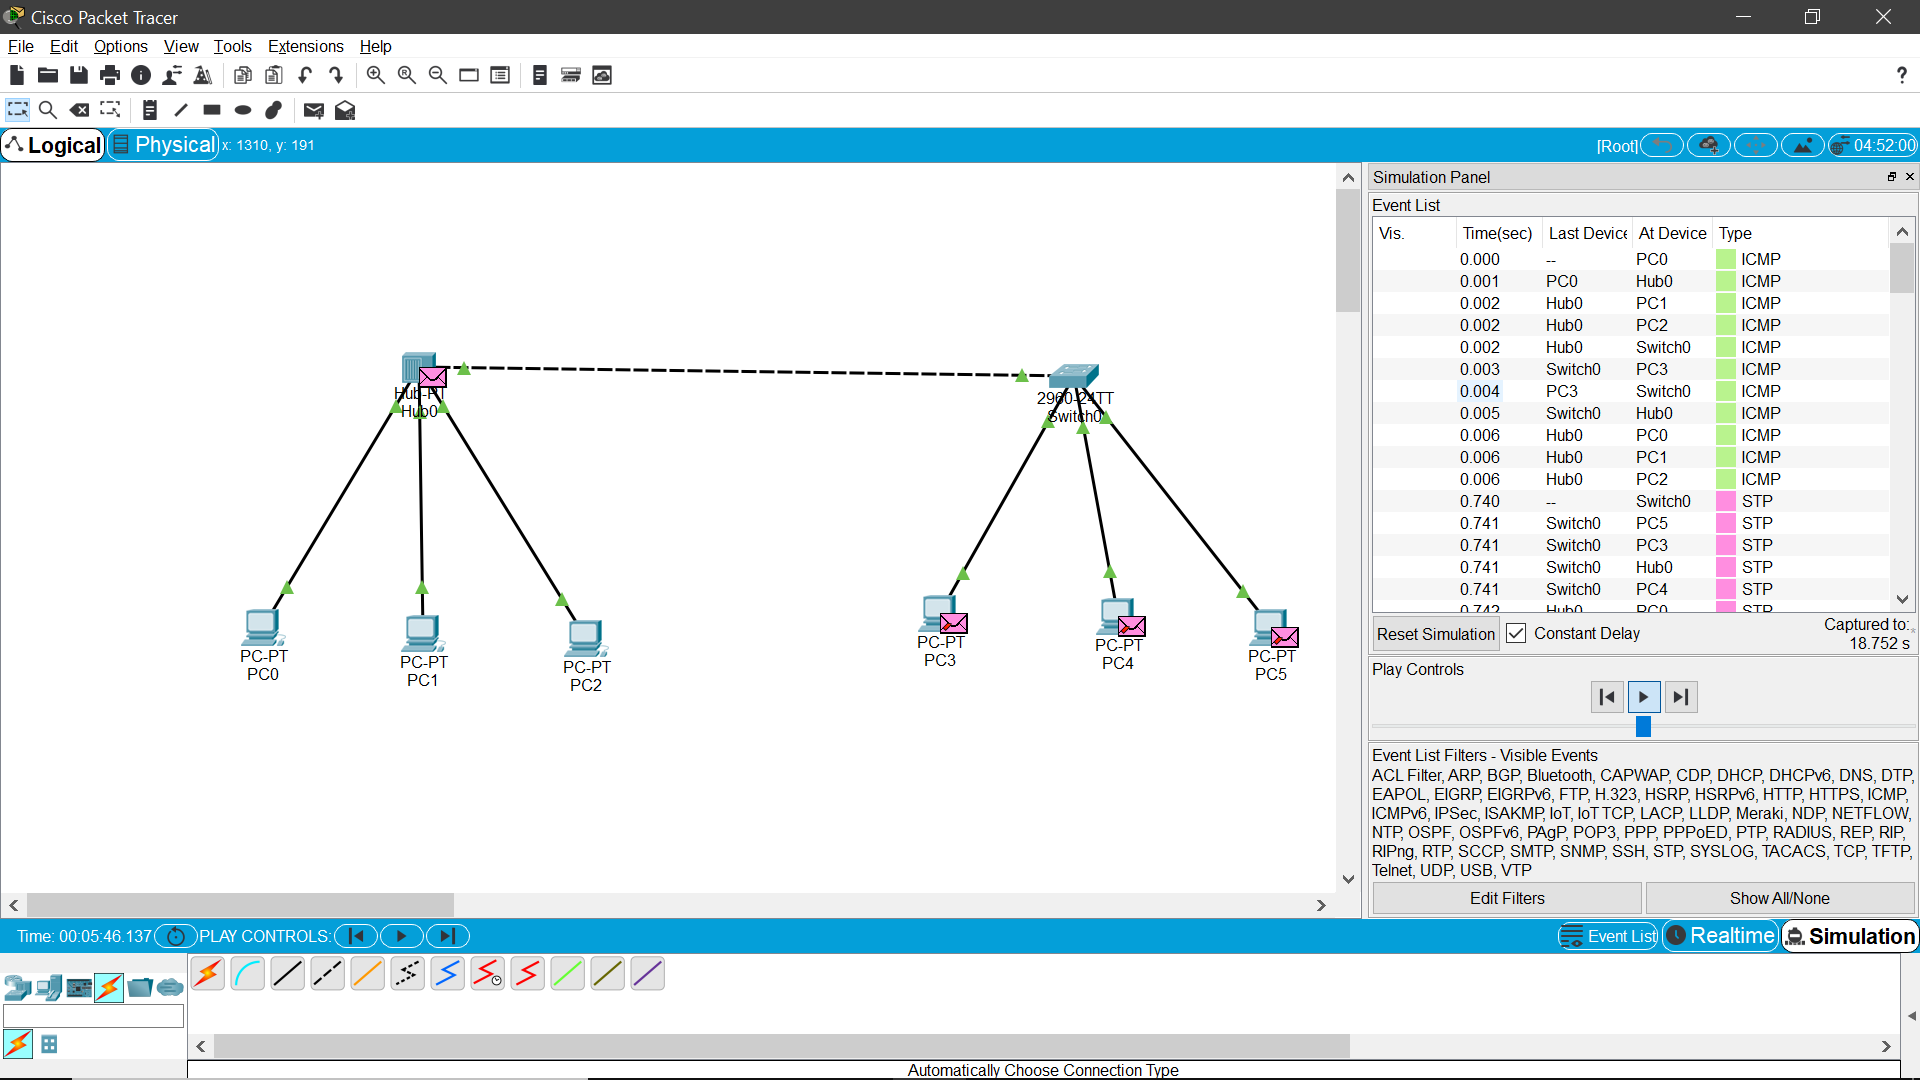 Cisco Packet Tracer
File Edit Options View Tools Extensions Help
?
Logical Physical x: 1310, y: 191 [Root] 04:52:00
Simulation Panel
Event List
Vis. Time(sec) Last Device At Device Type
0.000 -- PC0 ICMP
0.001 PC0 Hub0 ICMP
0.002 Hub0 PC1 ICMP
0.002 Hub0 PC2 ICMP
0.002 Hub0 Switch0 ICMP
0.003 Switch0 PC3 ICMP
0.004 PC3 Switch0 ICMP
0.005 Switch0 Hub0 ICMP
0.006 Hub0 PC0 ICMP
0.006 Hub0 PC1 ICMP
0.006 Hub0 PC2 ICMP
0.740 -- Switch0 STP
0.741 Switch0 PC5 STP
0.741 Switch0 PC3 STP
0.741 Switch0 Hub0 STP
0.741 Switch0 PC4 STP
0.742 Hub0 PC0 STP
Reset Simulation Constant Delay Captured to:
18.752 s
Play Controls
Event List Filters - Visible Events
ACL Filter, ARP, BGP, Bluetooth, CAPWAP, CDP, DHCP, DHCPv6, DNS, DTP,
EAPOL, EIGRP, EIGRPv6, FTP, H.323, HSRP, HSRPv6, HTTP, HTTPS, ICMP,
ICMPv6, IPSec, ISAKMP, IoT, IoT TCP, LACP, LLDP, Meraki, NDP, NETFLOW,
NTP, OSPF, OSPFv6, PAgP, POP3, PPP, PPPoED, PTP, RADIUS, REP, RIP,
RIPng, RTP, SCCP, SMTP, SNMP, SSH, STP, SYSLOG, TACACS, TCP, TFTP,
Telnet, UDP, USB, VTP
Edit Filters Show All/None
Hub-PT
Hub0
2960-24TT
Switch0
PC-PT
PC0
PC-PT
PC1
PC-PT
PC2
PC-PT
PC3
PC-PT
PC4
PC-PT
PC5
Time: 00:05:46.137 PLAY CONTROLS: Event List Realtime Simulation
Automatically Choose Connection Type